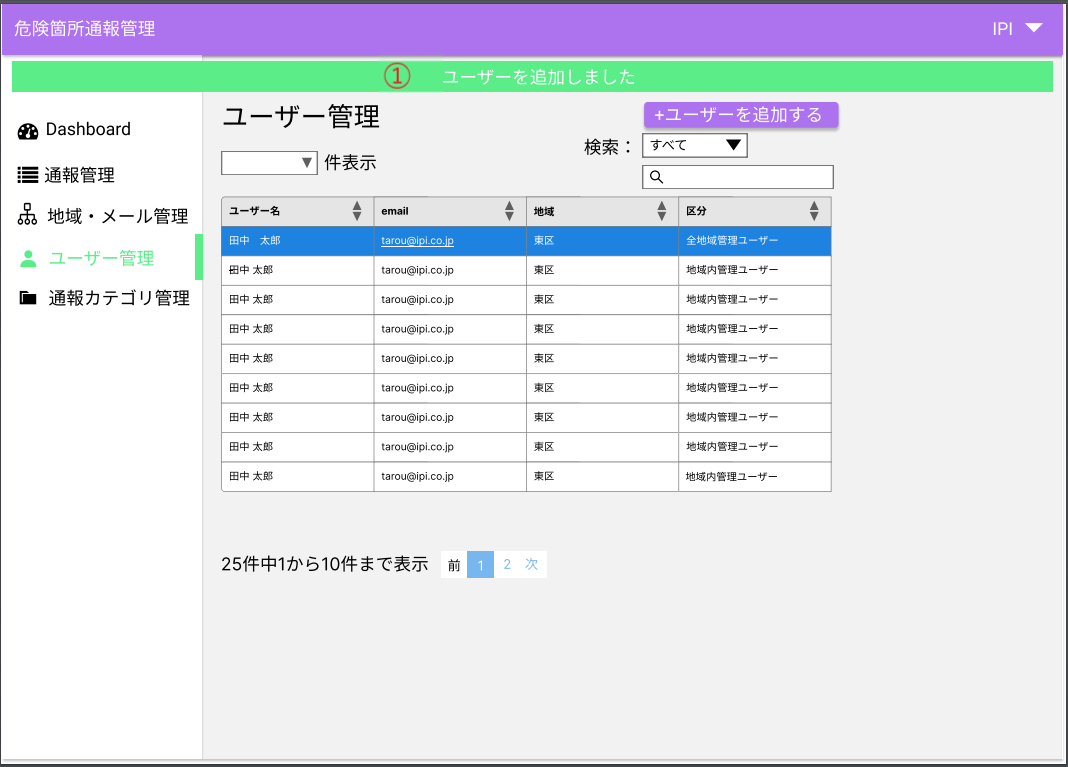 危険箇所通報管理
IPI
① ユーザーを追加しました
Dashboard
通報管理
地域・メール管理
ユーザー管理
通報カテゴリ管理
ユーザー管理
+ユーザーを追加する
件表示
検索： すべて
ユーザー名 email 地域 区分
田中　太郎 tarou@ipi.co.jp 東区 全地域管理ユーザー
田中 太郎 tarou@ipi.co.jp 東区 地域内管理ユーザー
田中 太郎 tarou@ipi.co.jp 東区 地域内管理ユーザー
田中 太郎 tarou@ipi.co.jp 東区 地域内管理ユーザー
田中 太郎 tarou@ipi.co.jp 東区 地域内管理ユーザー
田中 太郎 tarou@ipi.co.jp 東区 地域内管理ユーザー
田中 太郎 tarou@ipi.co.jp 東区 地域内管理ユーザー
田中 太郎 tarou@ipi.co.jp 東区 地域内管理ユーザー
田中 太郎 tarou@ipi.co.jp 東区 地域内管理ユーザー
25件中1から10件まで表示 前 1 2 次